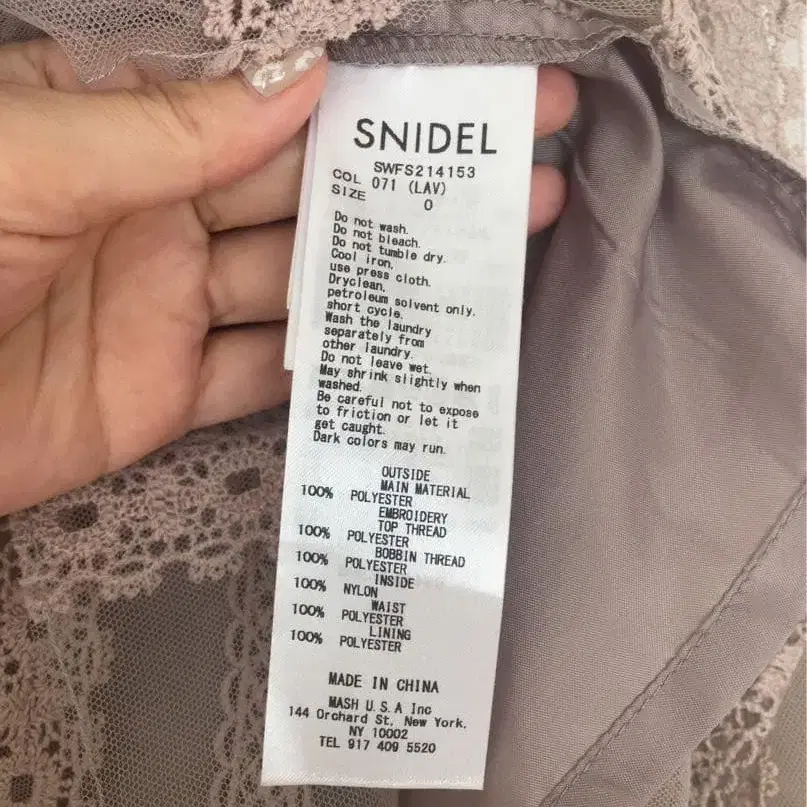 SNIDEL
SWFS214153
COL 071 (LAV)
SIZE 0
Do not wash.
Do not bleach.
Do not tumble dry.
Cool iron,
use press cloth.
Dryclean,
petroleum solvent only.
short cycle.
Wash the laundry
separately from
other laundry.
Do not leave wet.
May shrink slightly when
washed.
Be careful not to expose
to friction or let it
get caught.
Dark colors may run.
OUTSIDE
MAIN MATERIAL
100% POLYESTER
EMBROIDERY
TOP THREAD
100% POLYESTER
BOBBIN THREAD
100% POLYESTER
INSIDE
100% NYLON
WAIST
100% POLYESTER
LINING
100% POLYESTER
MADE IN CHINA
MASH U.S.A Inc
144 Orchard St. New York.
NY 10002
TEL 917 409 5520